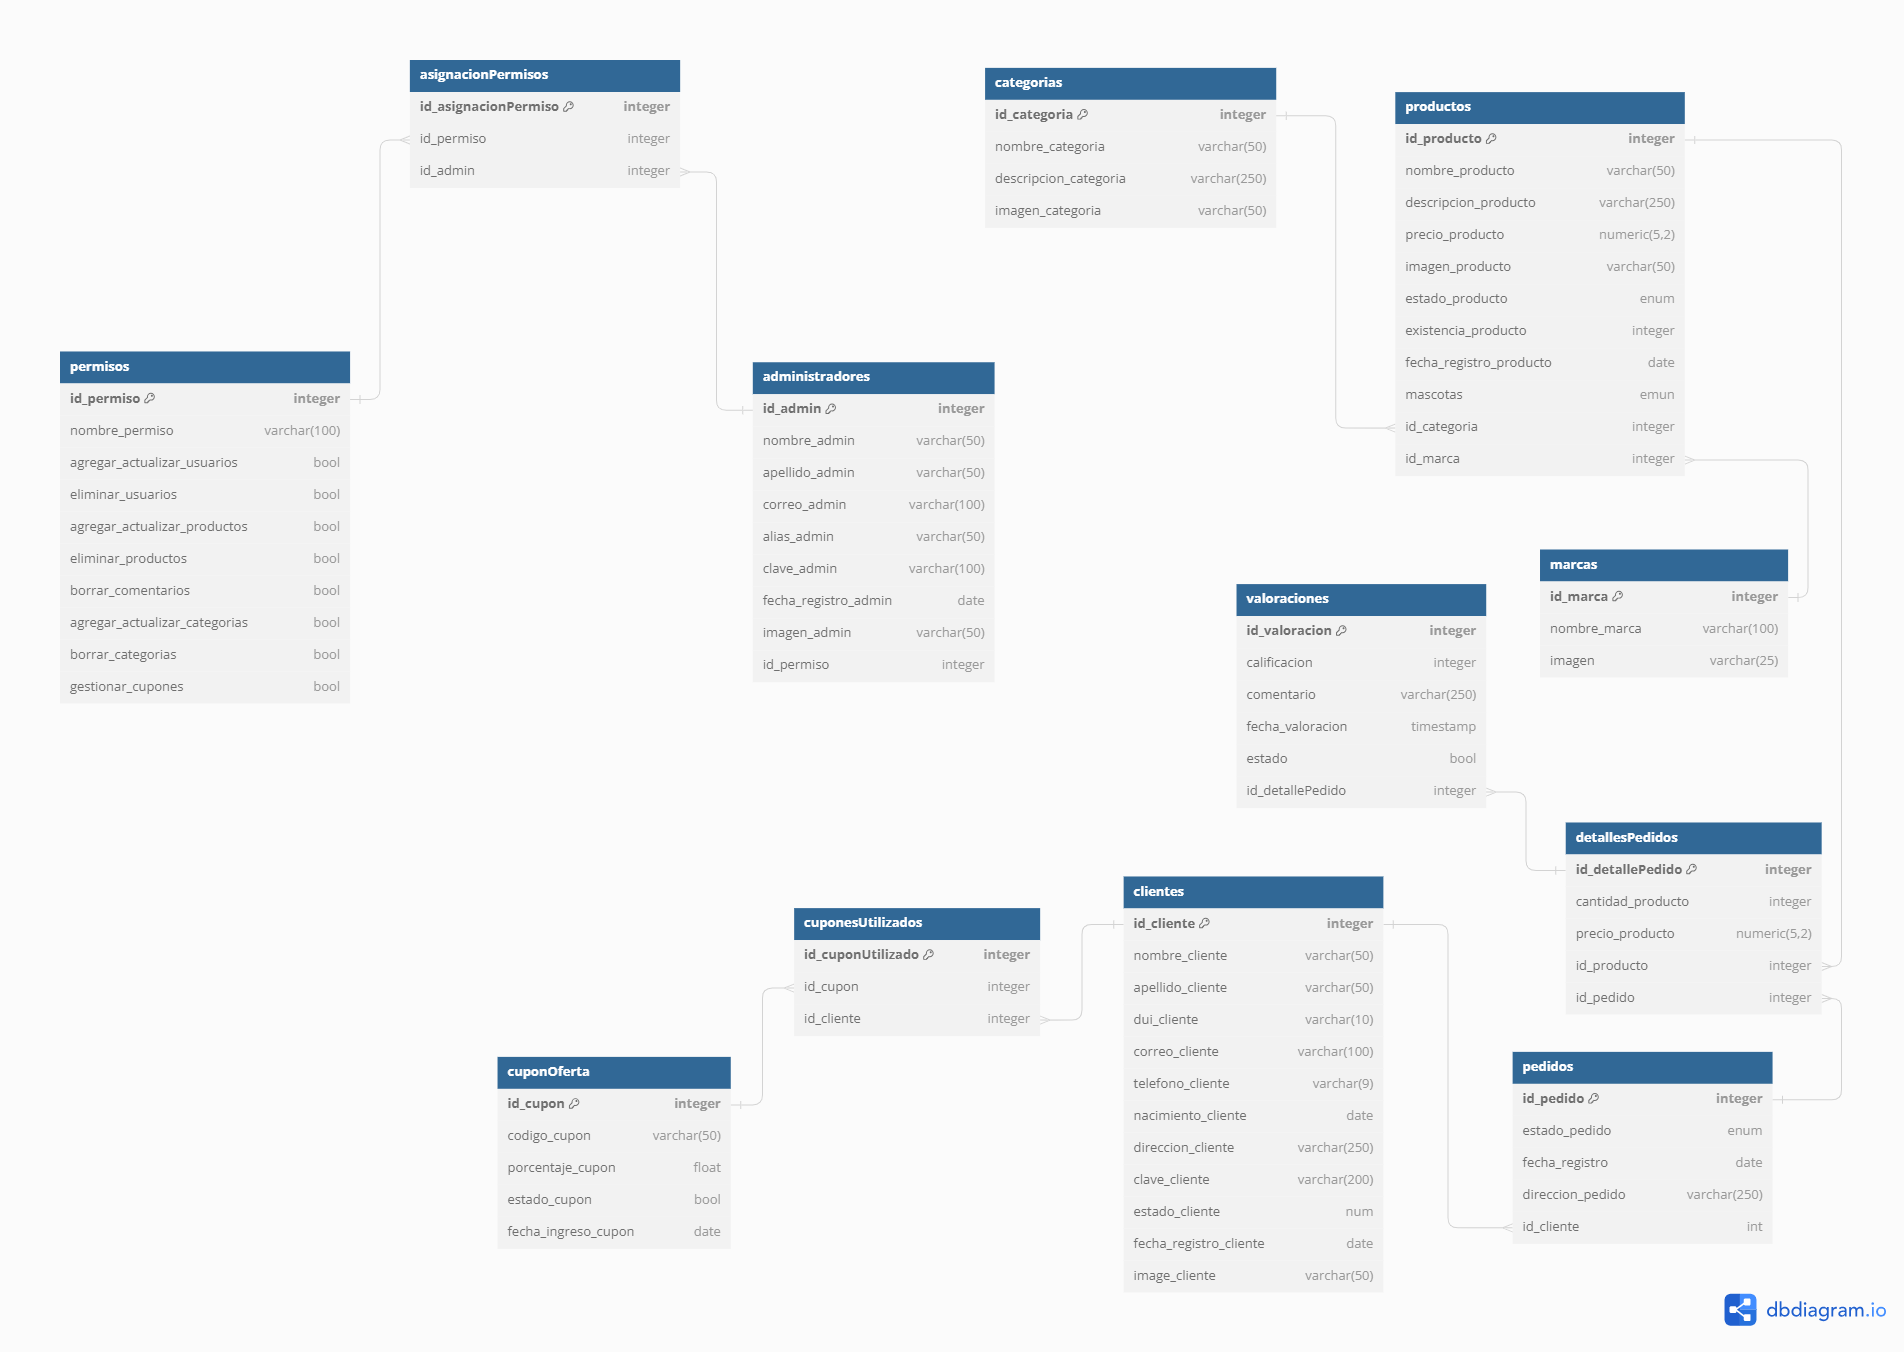 asignacionPermisos
id_asignacionPermiso integer
id_permiso integer
id_admin integer
categorias
id_categoria integer
nombre_categoria varchar(50)
descripcion_categoria varchar(250)
imagen_categoria varchar(50)
productos
id_producto integer
nombre_producto varchar(50)
descripcion_producto varchar(250)
precio_producto numeric(5,2)
imagen_producto varchar(50)
estado_producto enum
existencia_producto integer
fecha_registro_producto date
mascotas emun
id_categoria integer
id_marca integer
permisos
id_permiso integer
nombre_permiso varchar(100)
agregar_actualizar_usuarios bool
eliminar_usuarios bool
agregar_actualizar_productos bool
eliminar_productos bool
borrar_comentarios bool
agregar_actualizar_categorias bool
borrar_categorias bool
gestionar_cupones bool
administradores
id_admin integer
nombre_admin varchar(50)
apellido_admin varchar(50)
correo_admin varchar(100)
alias_admin varchar(50)
clave_admin varchar(100)
fecha_registro_admin date
imagen_admin varchar(50)
id_permiso integer
marcas
id_marca integer
nombre_marca varchar(100)
imagen varchar(25)
valoraciones
id_valoracion integer
calificacion integer
comentario varchar(250)
fecha_valoracion timestamp
estado bool
id_detallePedido integer
detallesPedidos
id_detallePedido integer
cantidad_producto integer
precio_producto numeric(5,2)
id_producto integer
id_pedido integer
clientes
id_cliente integer
nombre_cliente varchar(50)
apellido_cliente varchar(50)
dui_cliente varchar(10)
correo_cliente varchar(100)
telefono_cliente varchar(9)
nacimiento_cliente date
direccion_cliente varchar(250)
clave_cliente varchar(200)
estado_cliente num
fecha_registro_cliente date
image_cliente varchar(50)
cuponesUtilizados
id_cuponUtilizado integer
id_cupon integer
id_cliente integer
cuponOferta
id_cupon integer
codigo_cupon varchar(50)
porcentaje_cupon float
estado_cupon bool
fecha_ingreso_cupon date
pedidos
id_pedido integer
estado_pedido enum
fecha_registro date
direccion_pedido varchar(250)
id_cliente int
dbdiagram.io